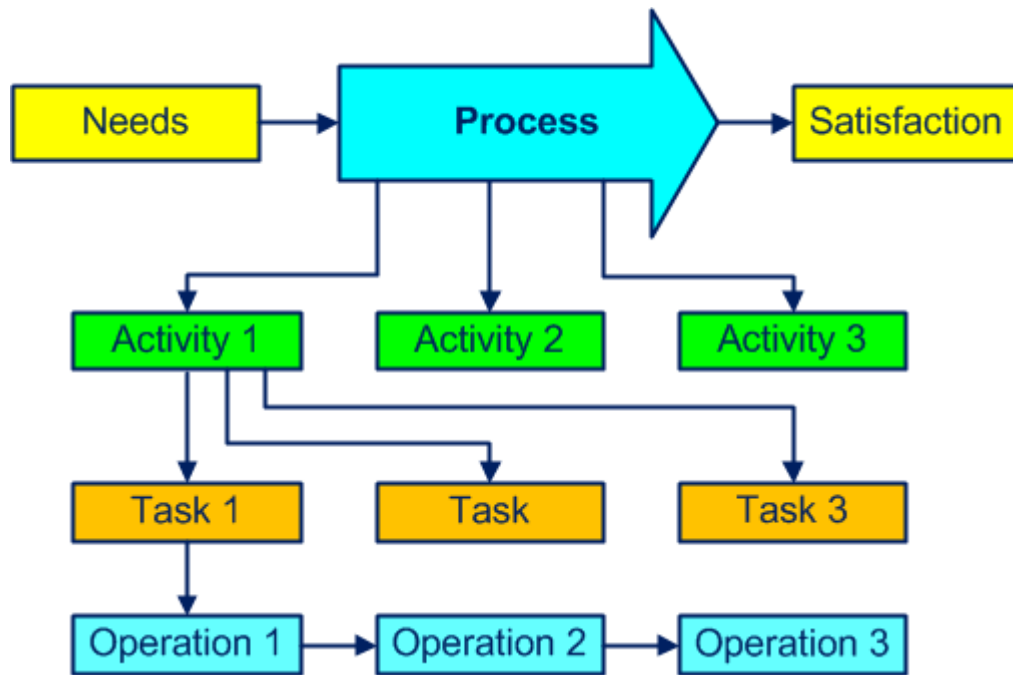 Needs
Process
Satisfaction
Activity 1
Activity 2
Activity 3
Task 1
Task
Task 3
Operation 1
Operation 2
Operation 3